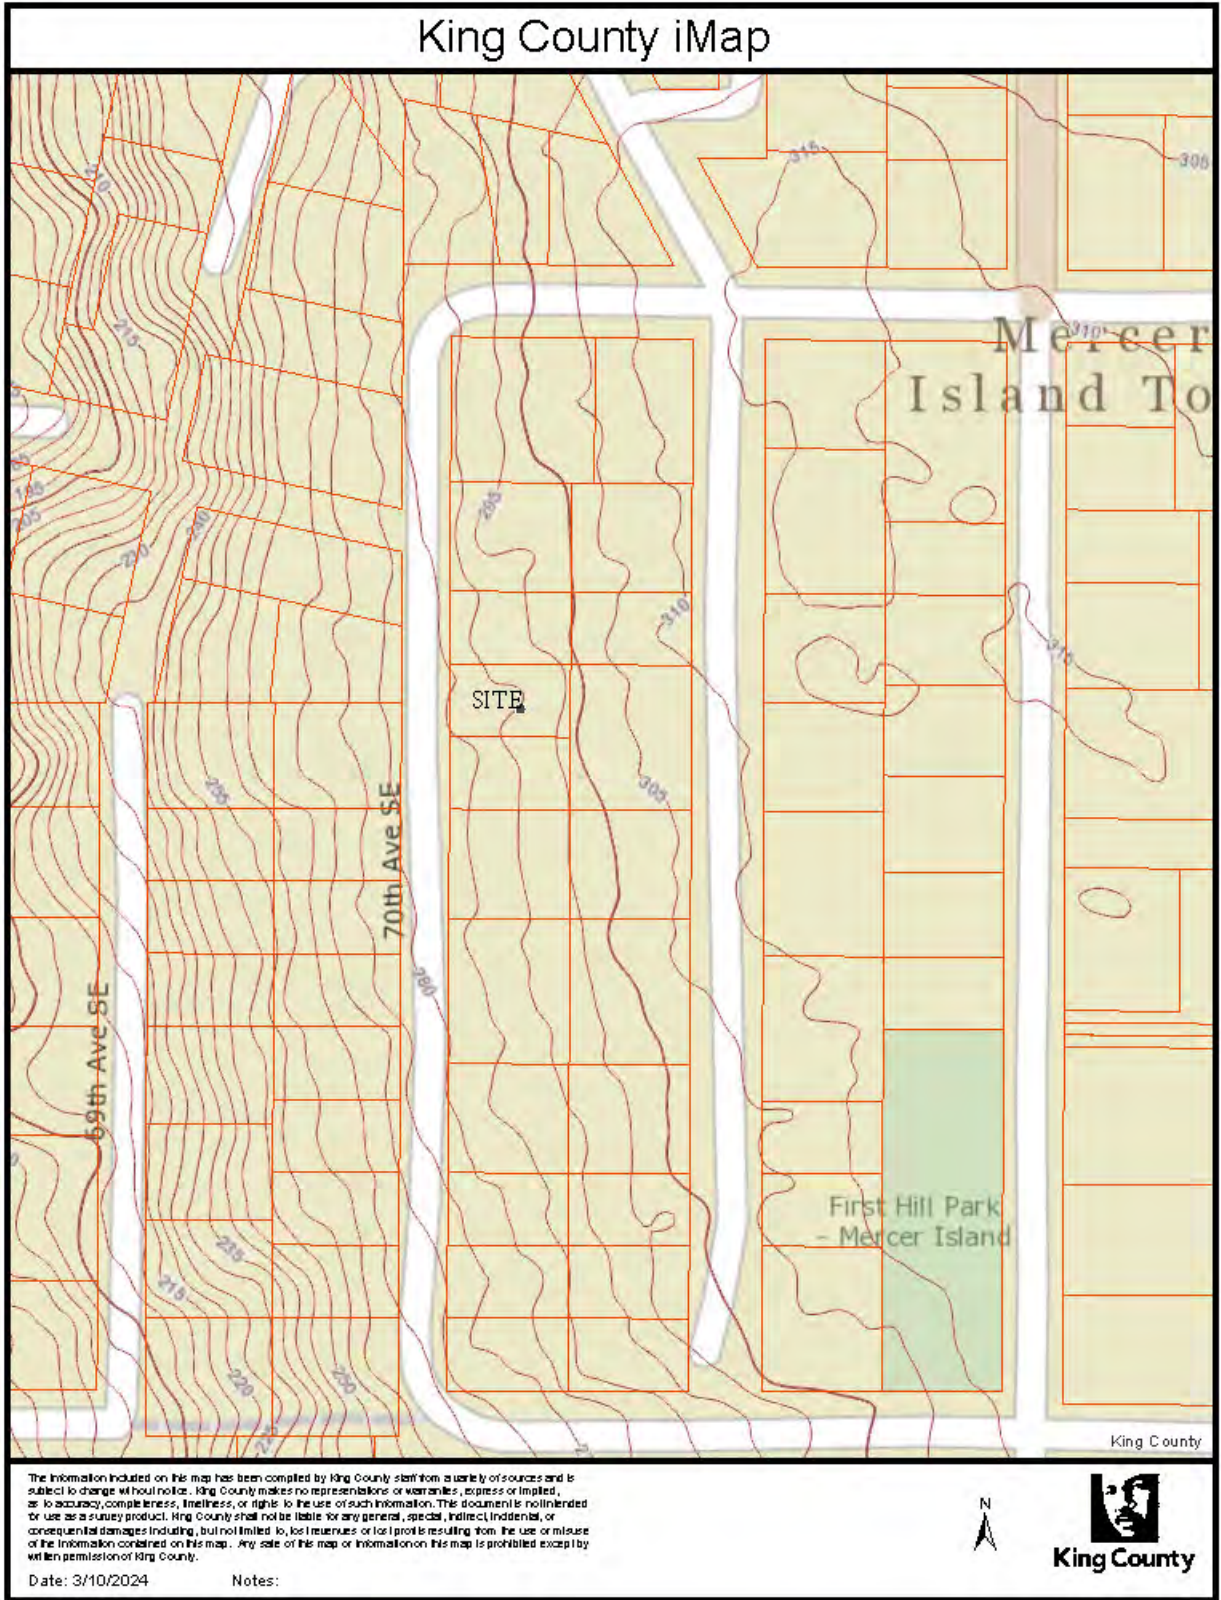 King County iMap
315
305
210
310
Mercer
Island To
215
295
195
205
240
230
310
315
SITE
255
305
70th Ave SE
280
69th Ave SE
First Hill Park
- Mercer Island
235
215
220
250
225
King County
The information included on this map has been compiled by King County staff from a variety of sources and is
subject to change without notice. King County makes no representations or warranties, express or implied,
as to accuracy, completeness, timeliness, or rights to the use of such information. This document is not intended
for use as a survey product. King County shall not be liable for any general, special, indirect, incidental, or
consequential damages including, but not limited to, lost revenues or lost profits resulting from the use or misuse
of the information contained on this map. Any sale of this map or information on this map is prohibited except by
written permission of King County.
Date: 3/10/2024 Notes:
N
King County